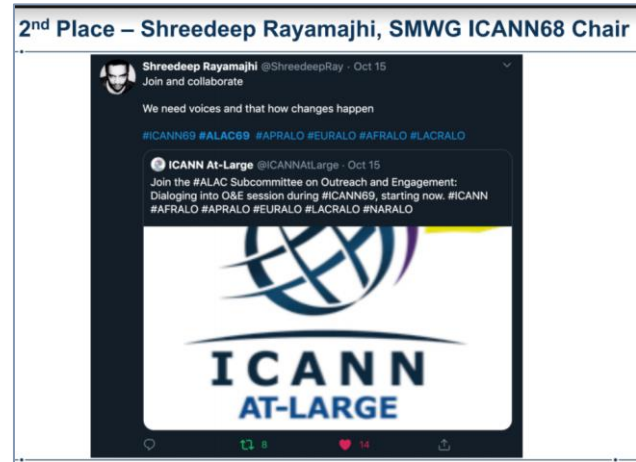 2nd Place – Shreedeep Rayamajhi, SMWG ICANN68 Chair
Shreedeep Rayamajhi @ShreedeepRay · Oct 15
Join and collaborate
We need voices and that how changes happen
#ICANN69 #ALAC69 #APRALO #EURALO #AFRALO #LACRALO
ICANN At-Large @ICANNAtLarge · Oct 15
Join the #ALAC Subcommittee on Outreach and Engagement:
Dialoging into O&E session during #ICANN69, starting now. #ICANN
#AFRALO #APRALO #EURALO #LACRALO #NARALO
ICANN
AT-LARGE
8 14